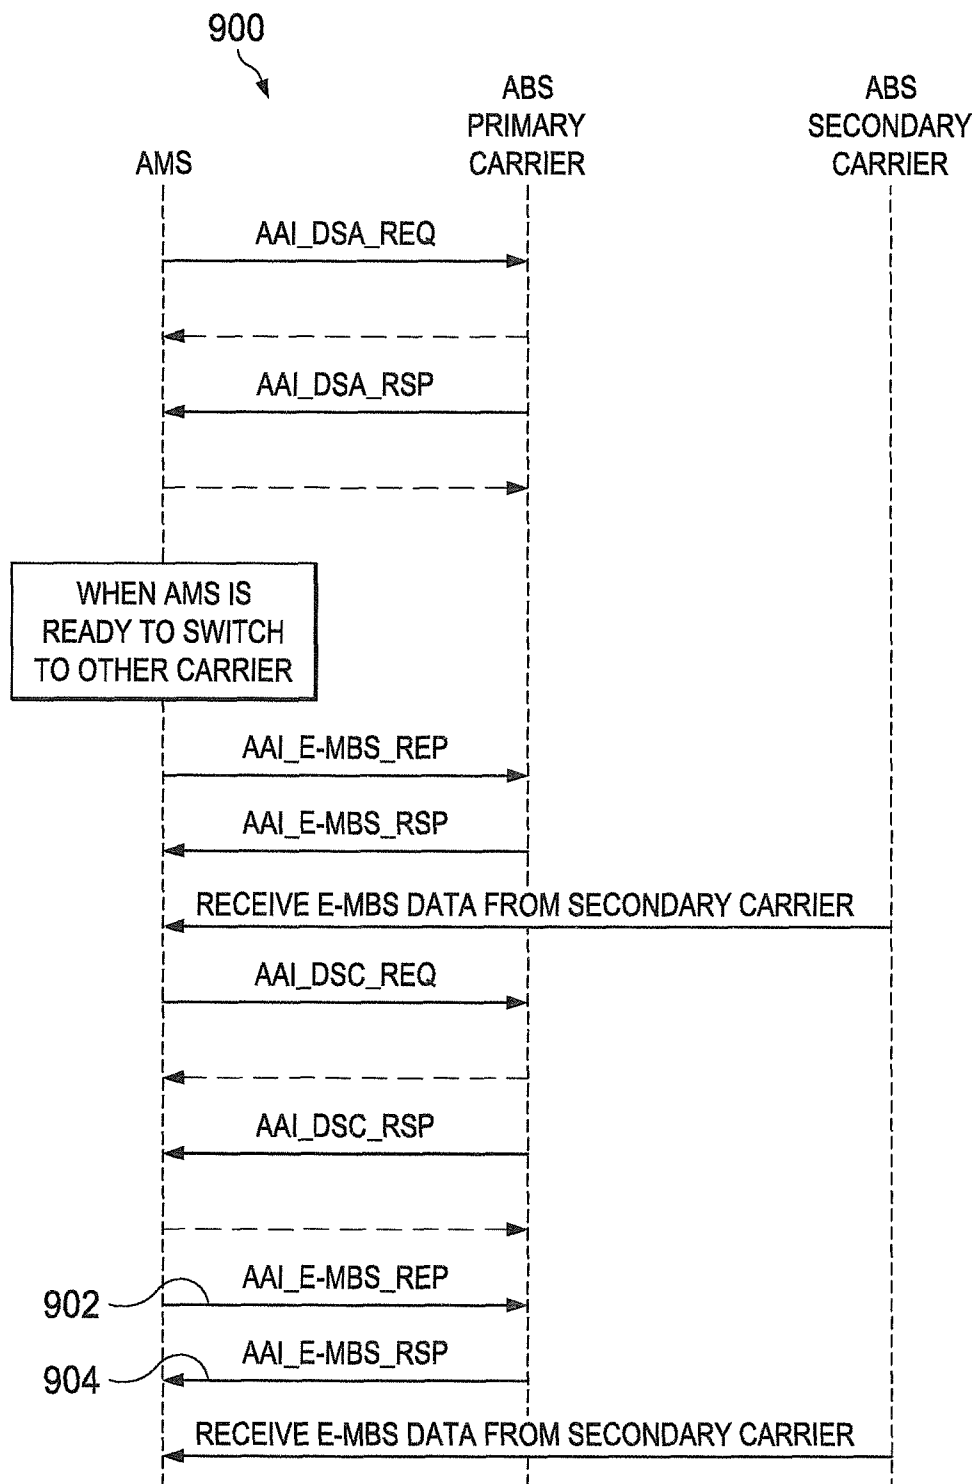 900
ABS
PRIMARY
CARRIER
ABS
SECONDARY
CARRIER
AMS
AAI_DSA_REQ
AAI_DSA_RSP
WHEN AMS IS
READY TO SWITCH
TO OTHER CARRIER
AAI_E-MBS_REP
AAI_E-MBS_RSP
RECEIVE E-MBS DATA FROM SECONDARY CARRIER
AAI_DSC_REQ
AAI_DSC_RSP
AAI_E-MBS_REP
902
AAI_E-MBS_RSP
904
RECEIVE E-MBS DATA FROM SECONDARY CARRIER